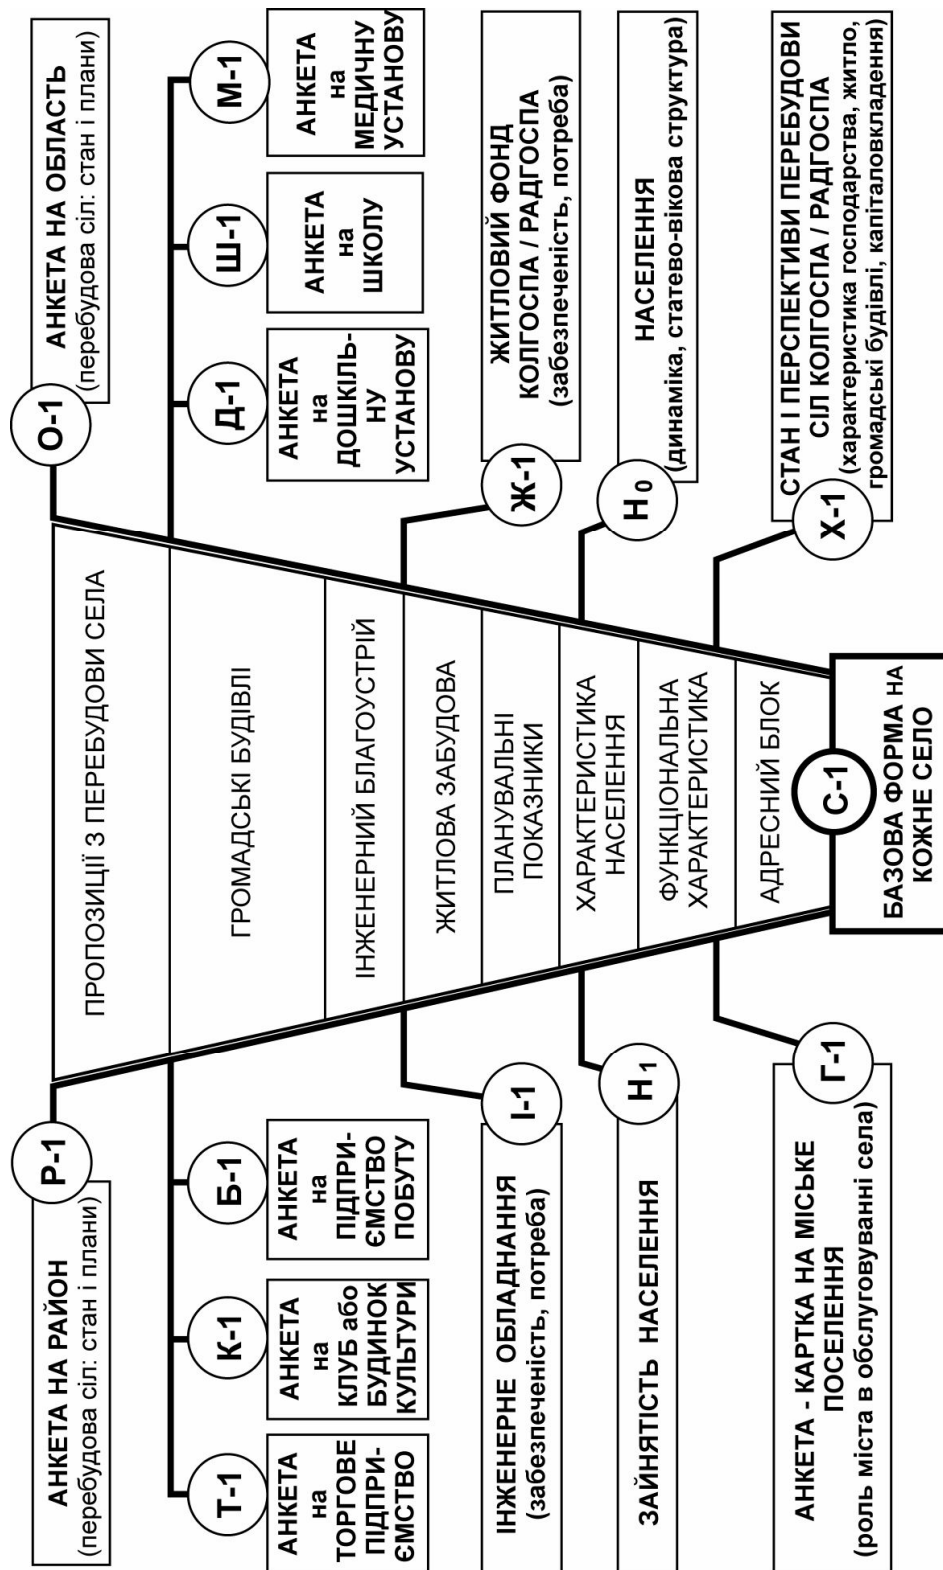 Р-1
АНКЕТА НА РАЙОН
(перебудова сіл: стан і плани)
О-1
АНКЕТА НА ОБЛАСТЬ
(перебудова сіл: стан і плани)
Т-1
АНКЕТА
на
ТОРГОВЕ
ПІДПРИ-
ЄМСТВО
К-1
АНКЕТА
на
КЛУБ або
БУДИНОК
КУЛЬТУРИ
Б-1
АНКЕТА
на
ПІДПРИ-
ЄМСТВО
ПОБУТУ
Д-1
АНКЕТА
на
ДОШКІЛЬ-
НУ
УСТАНОВУ
Ш-1
АНКЕТА
на
ШКОЛУ
М-1
АНКЕТА
на
МЕДИЧНУ
УСТАНОВУ
ПРОПОЗИЦІЇ З ПЕРЕБУДОВИ СЕЛА
ГРОМАДСЬКІ БУДІВЛІ
ІНЖЕНЕРНИЙ БЛАГОУСТРІЙ
ЖИТЛОВА ЗАБУДОВА
ПЛАНУВАЛЬНІ
ПОКАЗНИКИ
ХАРАКТЕРИСТИКА
НАСЕЛЕННЯ
ФУНКЦІОНАЛЬНА
ХАРАКТЕРИСТИКА
АДРЕСНИЙ БЛОК
І-1
ІНЖЕНЕРНЕ ОБЛАДНАННЯ
(забезпеченість, потреба)
Ж-1
ЖИТЛОВИЙ ФОНД
КОЛГОСПА / РАДГОСПА
(забезпеченість, потреба)
Н1
ЗАЙНЯТІСТЬ НАСЕЛЕННЯ
Н0
НАСЕЛЕННЯ
(динаміка, статево-вікова структура)
Г-1
АНКЕТА - КАРТКА НА МІСЬКЕ
ПОСЕЛЕННЯ
(роль міста в обслуговуванні села)
Х-1
СТАН І ПЕРСПЕКТИВИ ПЕРЕБУДОВИ
СІЛ КОЛГОСПА / РАДГОСПА
(характеристика господарства, житло,
громадські будівлі, капіталовкладення)
С-1
БАЗОВА ФОРМА НА
КОЖНЕ СЕЛО